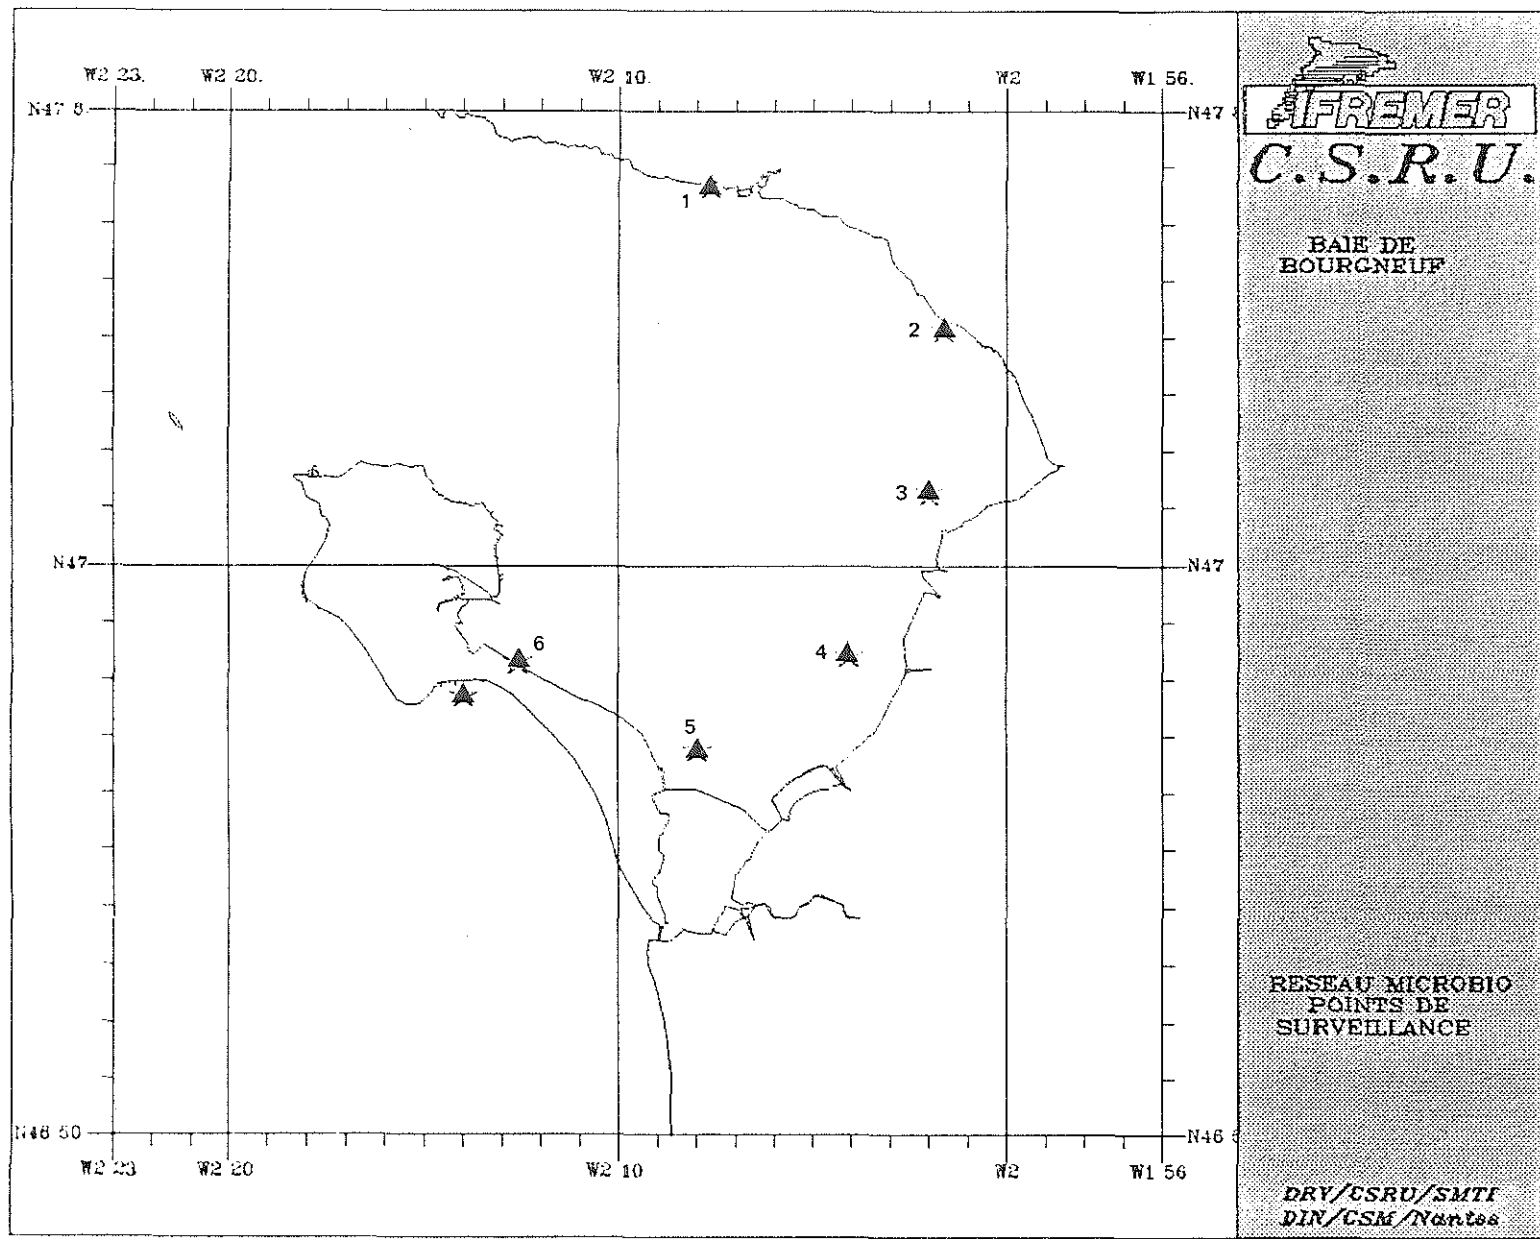 W2 23. W2 20. W2 10. W2 W1 56.
N47 8
IFREMER
C.S.R.U.
1
BAIE DE
BOURGNEUF
2
3
N47 N47
6
4
5
N46 50
W2 23 W2 20 W2 10 W2 W1 56
RESEAU MICROBIO
POINTS DE
SURVEILLANCE
DRV/CSRU/SMTI
DIN/CSM/Nantes